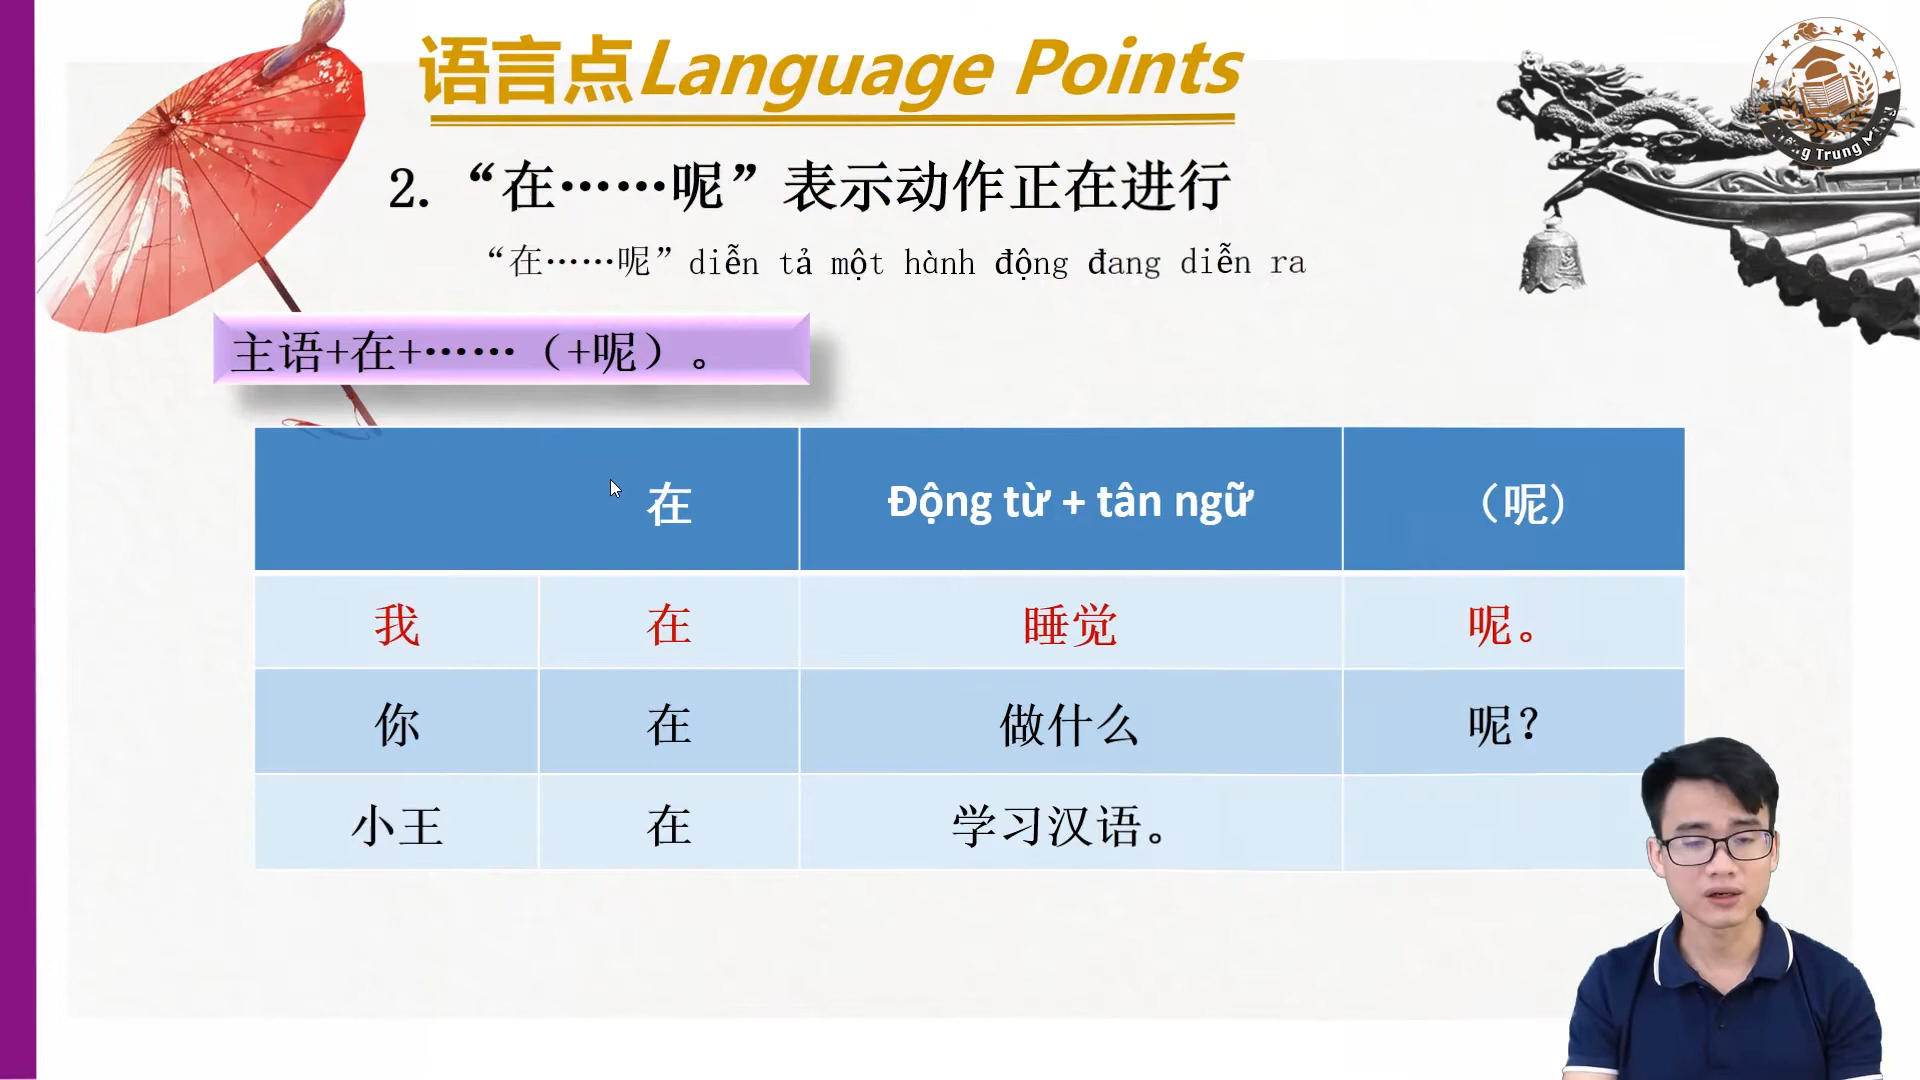 语言点Language Points
2. “在……呢”表示动作正在进行
“在……呢”diễn tả một hành động đang diễn ra
主语+在+……（+呢）。
在 Động từ + tân ngữ （呢）
我 在 睡觉 呢。
你 在 做什么 呢？
小王 在 学习汉语。
Trung